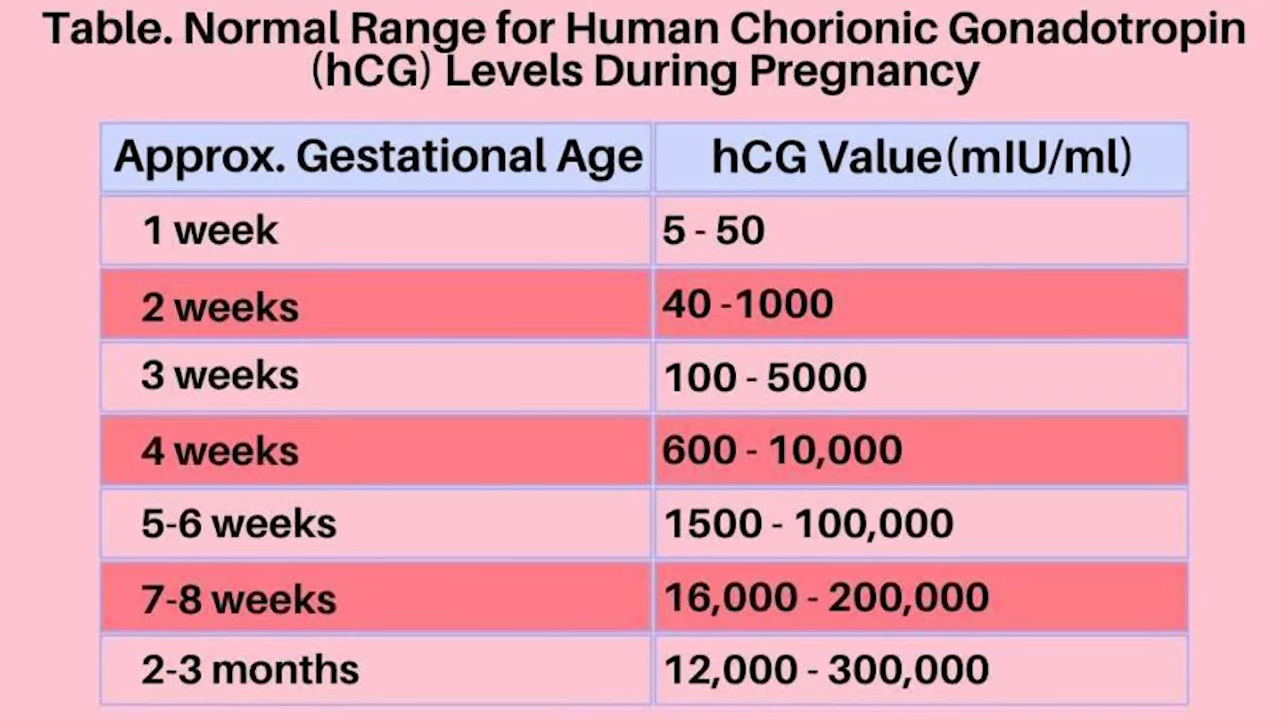 Table. Normal Range for Human Chorionic Gonadotropin
(hCG) Levels During Pregnancy
Approx. Gestational Age hCG Value(mIU/ml)
1 week 5 - 50
2 weeks 40 -1000
3 weeks 100 - 5000
4 weeks 600 - 10,000
5-6 weeks 1500 - 100,000
7-8 weeks 16,000 - 200,000
2-3 months 12,000 - 300,000